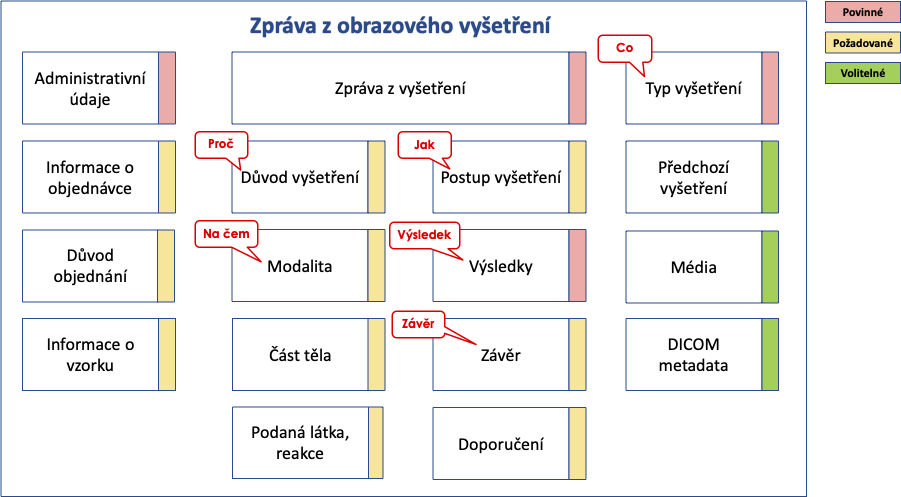 Zpráva z obrazového vyšetření
Povinné
Požadované
Volitelné
Administrativní
údaje
Zpráva z vyšetření
Co
Typ vyšetření
Informace o
objednávce
Proč
Důvod vyšetření
Jak
Postup vyšetření
Předchozí
vyšetření
Důvod
objednání
Na čem
Modalita
Výsledek
Výsledky
Média
Informace o
vzorku
Část těla
Závěr
Závěr
DICOM
metadata
Podaná látka,
reakce
Doporučení